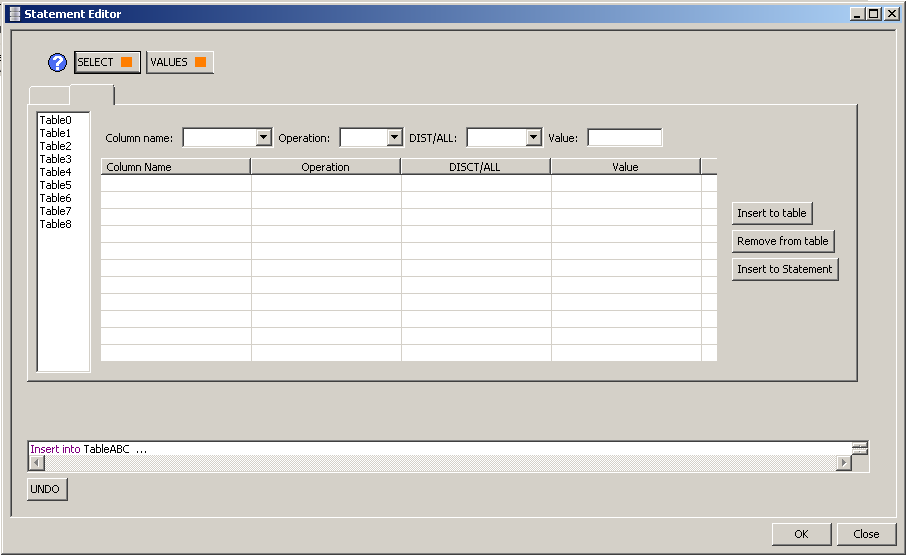 Statement Editor
? SELECT VALUES
Column name: Operation: DIST/ALL: Value:
Table0
Table1
Table2
Table3
Table4
Table5
Table6
Table7
Table8
Column Name Operation DISCT/ALL Value
Insert to table
Remove from table
Insert to Statement
Insert into TableABC ...
UNDO
OK Close